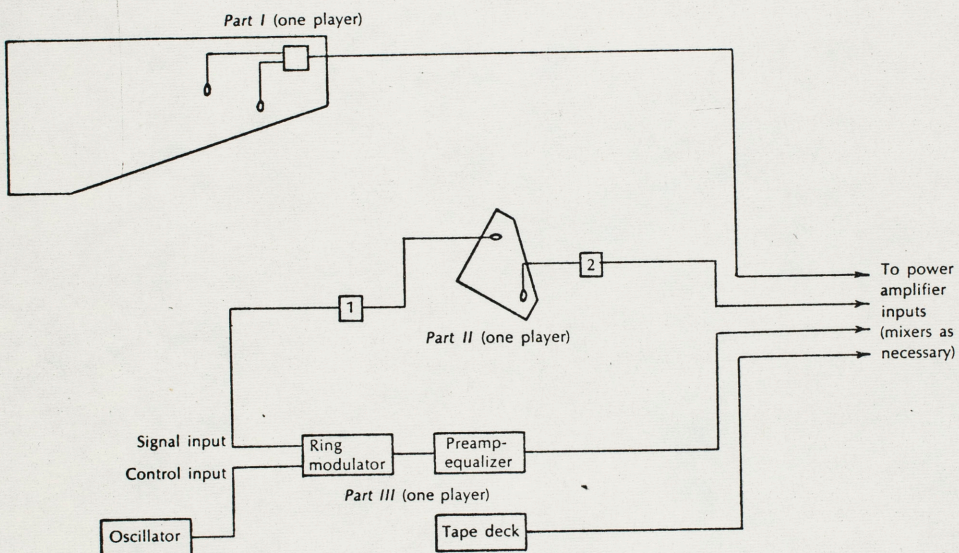 Part I (one player)
To power
amplifier
inputs
(mixers as
necessary)
2
1
Part II (one player)
Signal input
Control input
Ring
modulator
Preamp-
equalizer
Part III (one player)
Oscillator
Tape deck